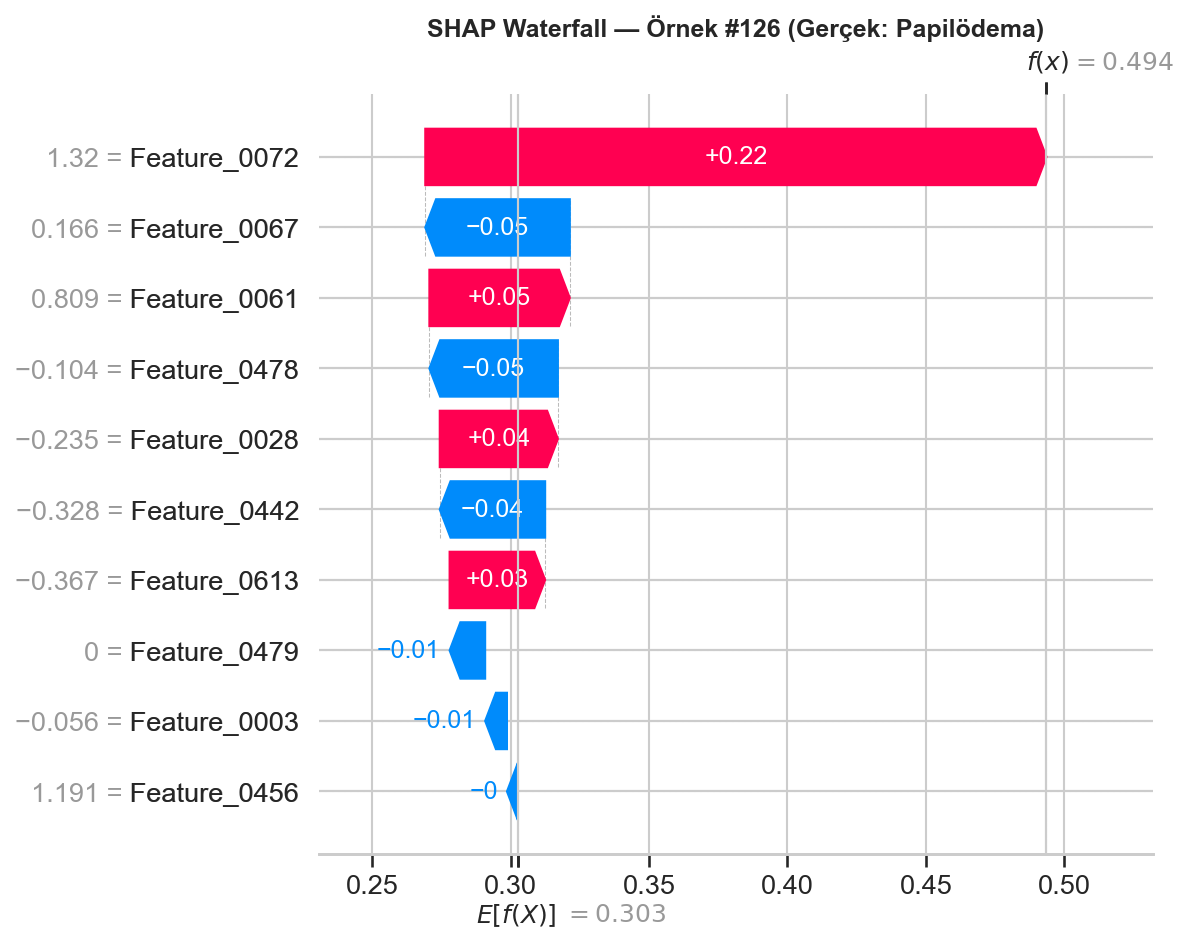 SHAP Waterfall — Örnek #126 (Gerçek: Papilödema)
f(x) = 0.494
1.32 = Feature_0072
+0.22
0.166 = Feature_0067
−0.05
0.809 = Feature_0061
+0.05
−0.104 = Feature_0478
−0.05
−0.235 = Feature_0028
+0.04
−0.328 = Feature_0442
−0.04
−0.367 = Feature_0613
+0.03
0 = Feature_0479
−0.01
−0.056 = Feature_0003
−0.01
1.191 = Feature_0456
−0
0.25 0.30 0.35 0.40 0.45 0.50
E[f(X)] = 0.303